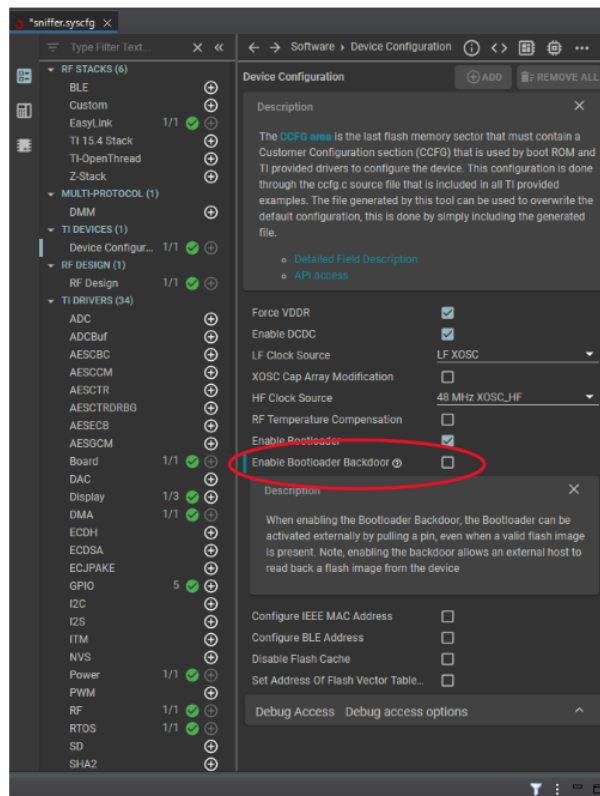 *sniffer.syscfg
Type Filter Text...
Software Device Configuration
RF STACKS (6)
BLE
Custom
EasyLink 1/1
TI 15.4 Stack
TI-OpenThread
Z-Stack
MULTI-PROTOCOL (1)
DMM
TI DEVICES (1)
Device Configur... 1/1
RF DESIGN (1)
RF Design 1/1
TI DRIVERS (34)
ADC
ADCBuf
AESCBC
AESCCM
AESCTR
AESCTRDRBG
AESECB
AESGCM
Board 1/1
DAC
Display 1/3
DMA 1/1
ECDH
ECDSA
ECJPAKE
GPIO 5
I2C
I2S
ITM
NVS
Power 1/1
PWM
RF 1/1
RTOS 1/1
SD
SHA2
Device Configuration
ADD
REMOVE ALL
Description
The CCFG area is the last flash memory sector that must contain a
Customer Configuration section (CCFG) that is used by boot ROM and
TI provided drivers to configure the device. This configuration is done
through the ccfg.c source file that is included in all TI provided
examples. The file generated by this tool can be used to overwrite the
default configuration, this is done by simply including the generated
file.
Detailed Field Description
API access
Force VDDR
Enable DCDC
LF Clock Source LF XOSC
XOSC Cap Array Modification
HF Clock Source 48 MHz XOSC_HF
RF Temperature Compensation
Enable Bootloader
Enable Bootloader Backdoor
Description
When enabling the Bootloader Backdoor, the Bootloader can be
activated externally by pulling a pin, even when a valid flash image
is present. Note, enabling the backdoor allows an external host to
read back a flash image from the device
Configure IEEE MAC Address
Configure BLE Address
Disable Flash Cache
Set Address Of Flash Vector Table...
Debug Access Debug access options